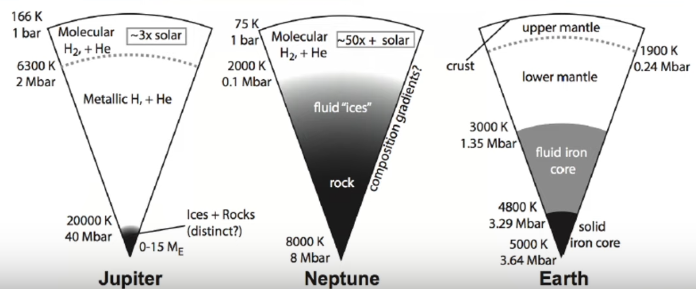 166 K
1 bar
Molecular
H₂, + He
~3x solar
6300 K
2 Mbar
Metallic H, + He
20000 K
40 Mbar
Ices + Rocks
(distinct?)
0-15 M_E
Jupiter
75 K
1 bar
Molecular
H₂, + He
~50x + solar
2000 K
0.1 Mbar
fluid "ices"
composition gradients?
rock
8000 K
8 Mbar
Neptune
upper mantle
crust
1900 K
0.24 Mbar
lower mantle
3000 K
1.35 Mbar
fluid iron
core
4800 K
3.29 Mbar
solid
iron core
5000 K
3.64 Mbar
Earth